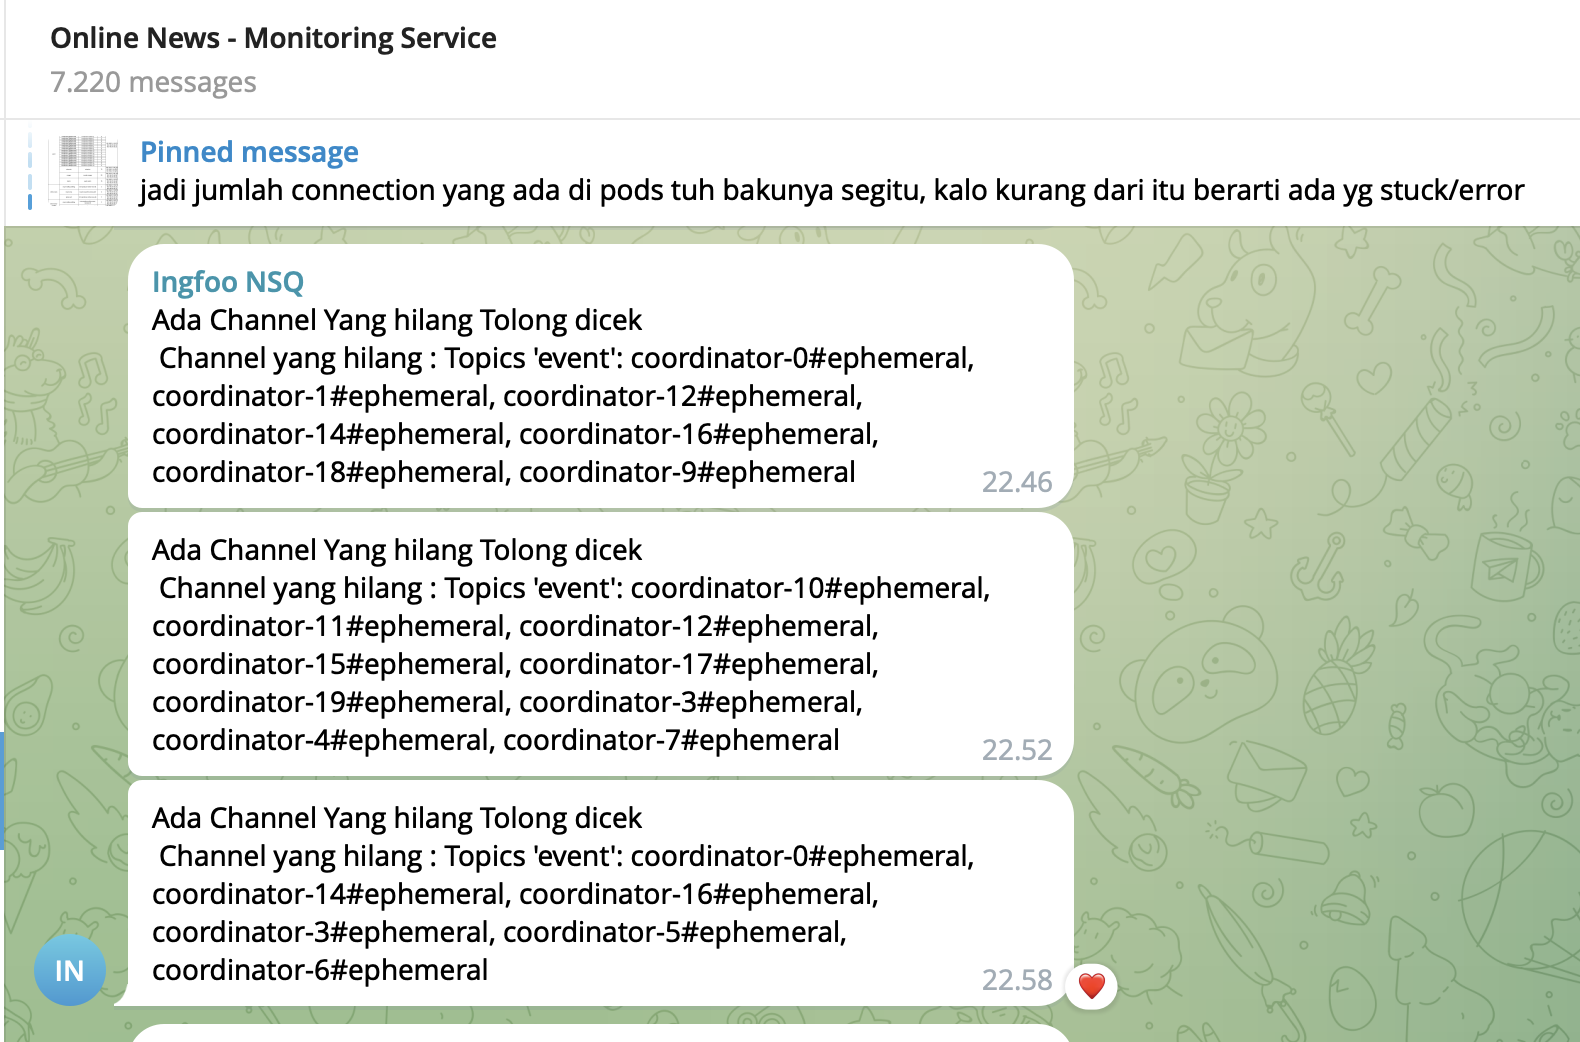 Online News - Monitoring Service
7.220 messages
Pinned message
jadi jumlah connection yang ada di pods tuh bakunya segitu, kalo kurang dari itu berarti ada yg stuck/error
Ingfoo NSQ
Ada Channel Yang hilang Tolong dicek
Channel yang hilang : Topics 'event': coordinator-0#ephemeral,
coordinator-1#ephemeral, coordinator-12#ephemeral,
coordinator-14#ephemeral, coordinator-16#ephemeral,
coordinator-18#ephemeral, coordinator-9#ephemeral
22.46
Ada Channel Yang hilang Tolong dicek
Channel yang hilang : Topics 'event': coordinator-10#ephemeral,
coordinator-11#ephemeral, coordinator-12#ephemeral,
coordinator-15#ephemeral, coordinator-17#ephemeral,
coordinator-19#ephemeral, coordinator-3#ephemeral,
coordinator-4#ephemeral, coordinator-7#ephemeral
22.52
Ada Channel Yang hilang Tolong dicek
Channel yang hilang : Topics 'event': coordinator-0#ephemeral,
coordinator-14#ephemeral, coordinator-16#ephemeral,
coordinator-3#ephemeral, coordinator-5#ephemeral,
coordinator-6#ephemeral
22.58
IN